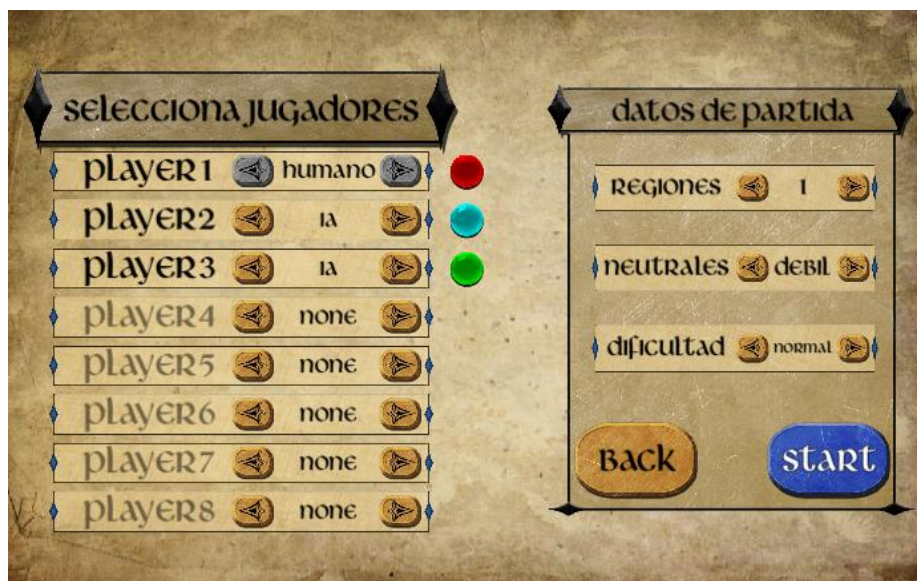 SELECCIONA JUGADORES
PLAYER1 HUMANO
PLAYER2 IA
PLAYER3 IA
PLAYER4 NONE
PLAYER5 NONE
PLAYER6 NONE
PLAYER7 NONE
PLAYER8 NONE
DATOS DE PARTIDA
REGIONES 1
NEUTRALES DEBIL
DIFICULTAD NORMAL
BACK START